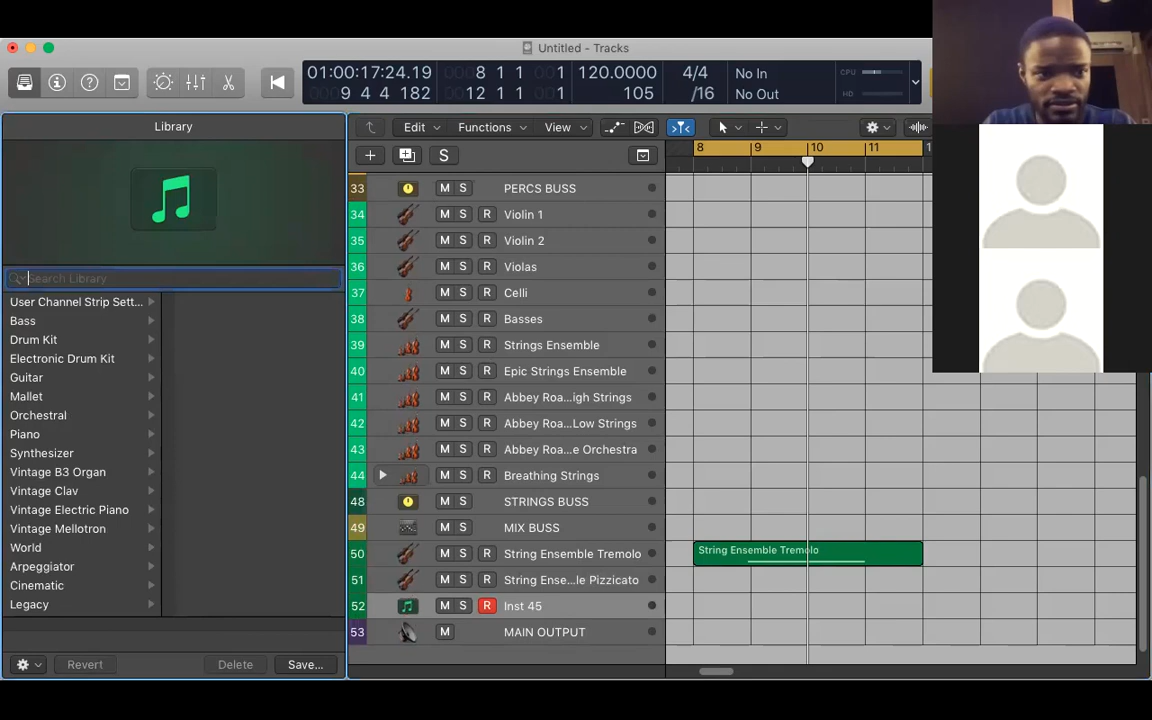 Untitled - Tracks
01:00:17:24.19
9 4 4 182
8 1 1 1
12 1 1 1
120.0000
105
4/4
/16
No In
No Out
CPU
HD
Library
Edit
Functions
View
S
8
9
10
11
1
Search Library
User Channel Strip Sett...
Bass
Drum Kit
Electronic Drum Kit
Guitar
Mallet
Orchestral
Piano
Synthesizer
Vintage B3 Organ
Vintage Clav
Vintage Electric Piano
Vintage Mellotron
World
Arpeggiator
Cinematic
Legacy
Revert
Delete
Save...
33 M S PERCS BUSS
34 M S R Violin 1
35 M S R Violin 2
36 M S R Violas
37 M S R Celli
38 M S R Basses
39 M S R Strings Ensemble
40 M S R Epic Strings Ensemble
41 M S R Abbey Roa...igh Strings
42 M S R Abbey Roa...Low Strings
43 M S R Abbey Roa...e Orchestra
44 M S R Breathing Strings
48 M S STRINGS BUSS
49 M S MIX BUSS
50 M S R String Ensemble Tremolo
51 M S R String Ense...le Pizzicato
52 M S R Inst 45
53 M MAIN OUTPUT
String Ensemble Tremolo